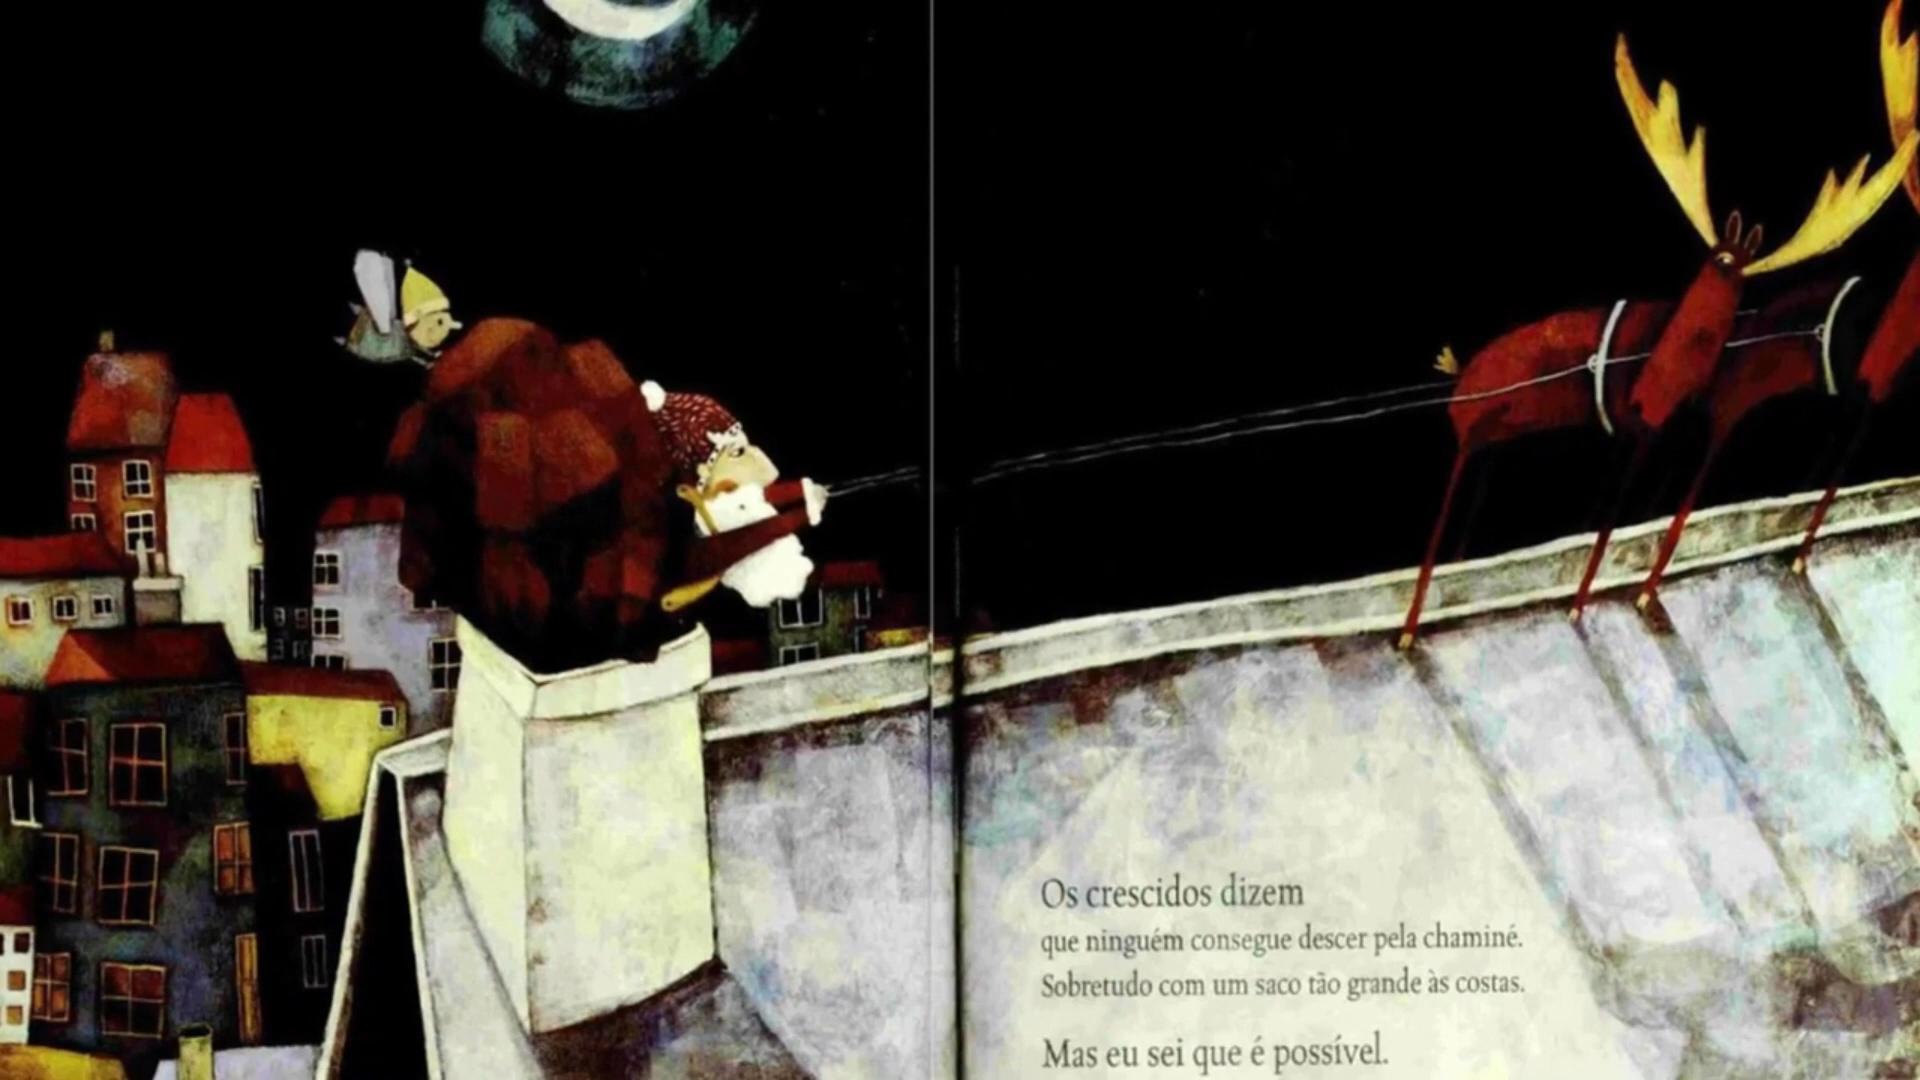 Os crescidos dizem
que ninguém consegue descer pela chaminé.
Sobretudo com um saco tão grande às costas.
Mas eu sei que é possível.